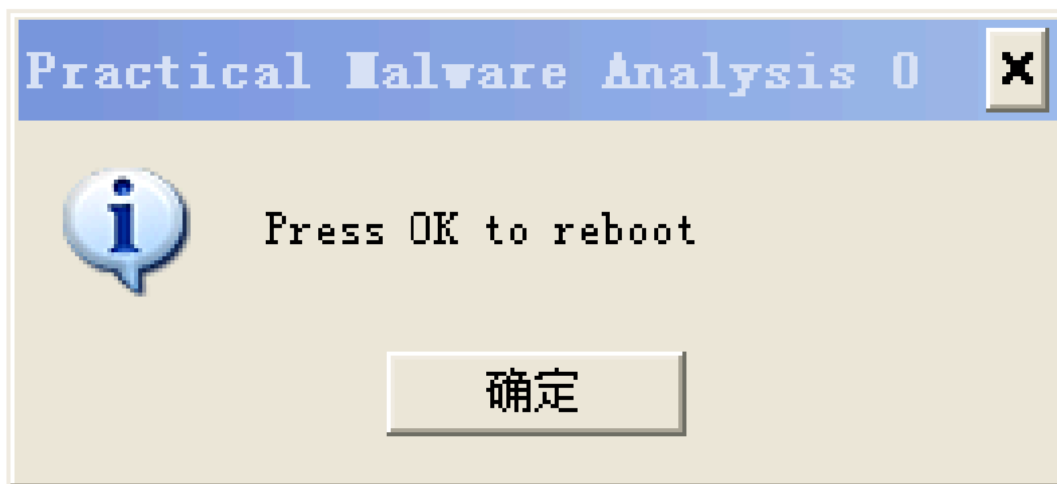 Practical Malware Analysis 0
Press OK to reboot
确定